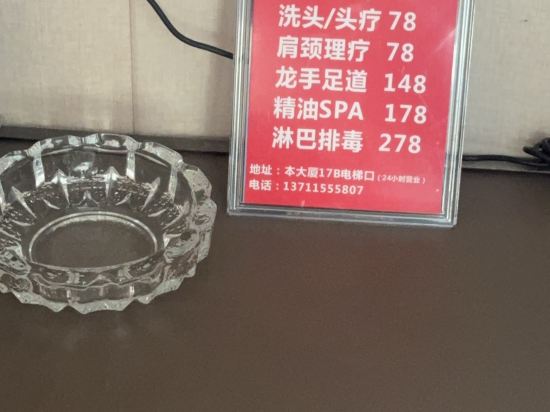 洗头/头疗 78
肩颈理疗 78
龙手足道 148
精油SPA 178
淋巴排毒 278
地址：本大厦17B电梯口（24小时营业）
电话：13711555807